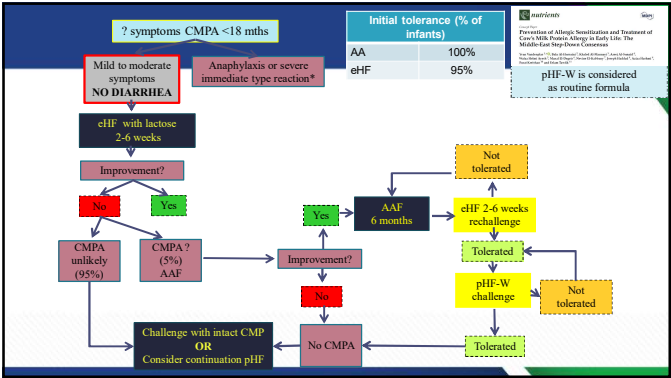 ? symptoms CMPA <18 mths
Initial tolerance (% of
infants)
AA 100%
eHF 95%
nutrients
Prevention of Allergic Sensitization and Treatment of
Cow's Milk Protein Allergy in Early Life: The
Middle-East Step-Down Consensus
pHF-W is considered
as routine formula
Mild to moderate
symptoms
NO DIARRHEA
Anaphylaxis or severe
immediate type reaction*
eHF with lactose
2-6 weeks
Improvement?
No
Yes
CMPA
unlikely
(95%)
CMPA ?
(5%)
AAF
Improvement?
Yes
No
AAF
6 months
Not
tolerated
eHF 2-6 weeks
rechallenge
Tolerated
pHF-W
challenge
Not
tolerated
Tolerated
No CMPA
Challenge with intact CMP
OR
Consider continuation pHF